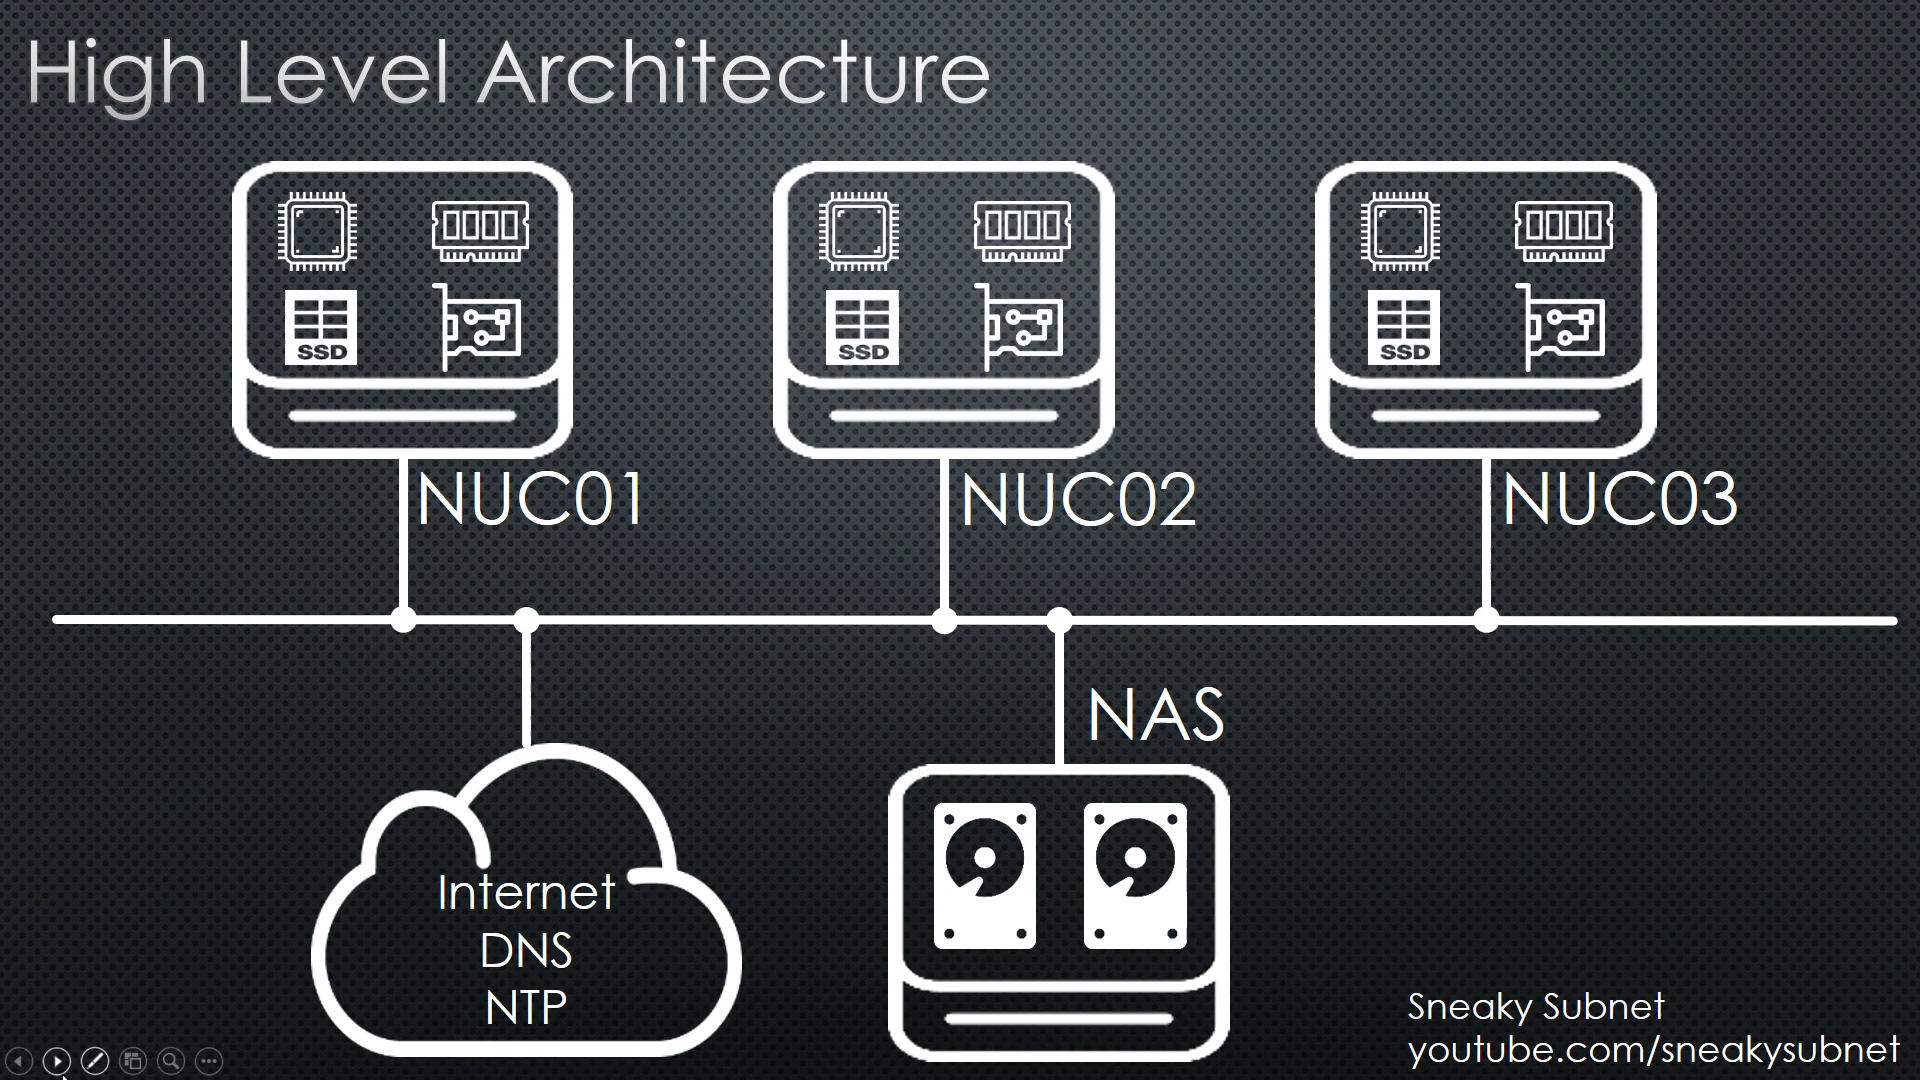 High Level Architecture
SSD
SSD
SSD
NUC01
NUC02
NUC03
NAS
Internet
DNS
NTP
Sneaky Subnet
youtube.com/sneakysubnet